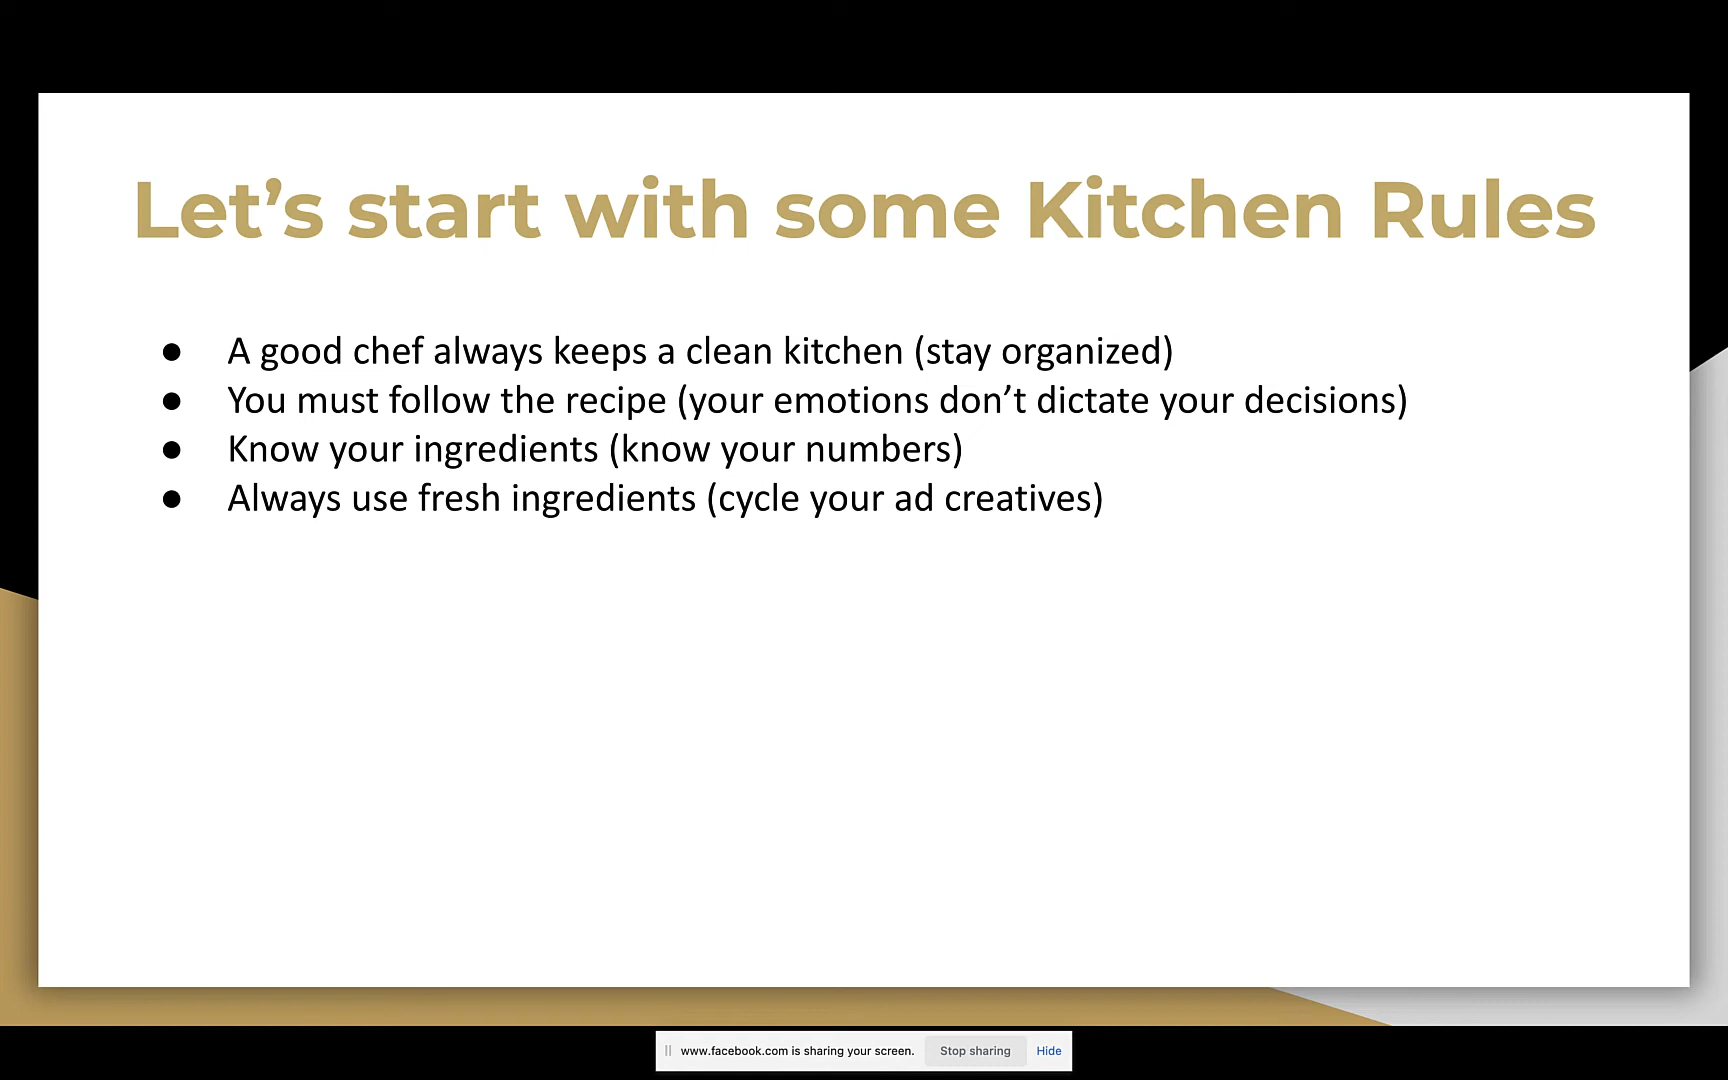 Let’s start with some Kitchen Rules
● A good chef always keeps a clean kitchen (stay organized)
● You must follow the recipe (your emotions don’t dictate your decisions)
● Know your ingredients (know your numbers)
● Always use fresh ingredients (cycle your ad creatives)
www.facebook.com is sharing your screen. Stop sharing Hide